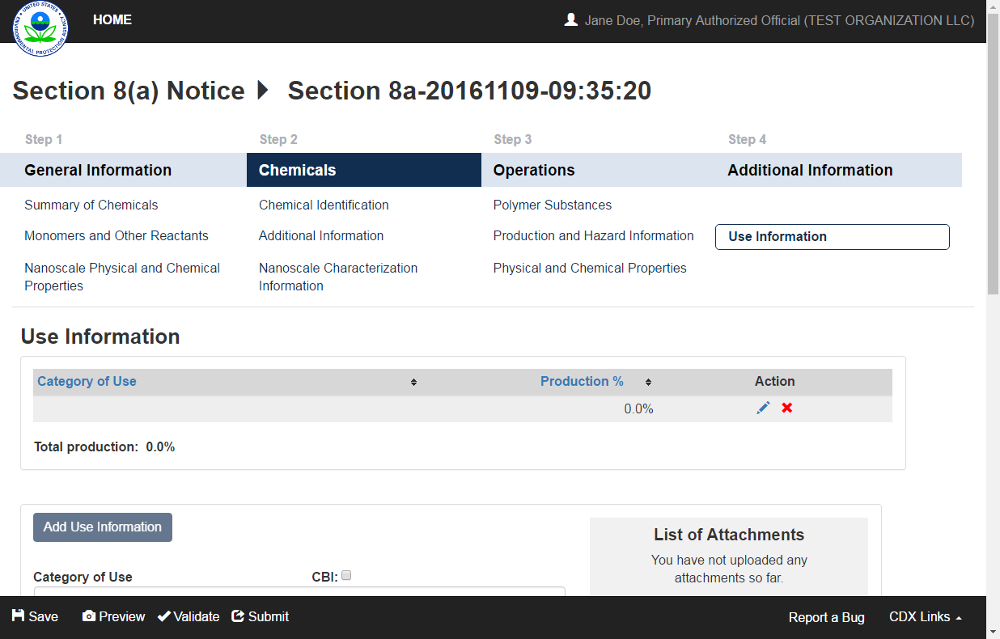 UNITED STATES
ENVIRONMENTAL PROTECTION AGENCY
HOME
Jane Doe, Primary Authorized Official (TEST ORGANIZATION LLC)
Section 8(a) Notice Section 8a-20161109-09:35:20
Step 1 Step 2 Step 3 Step 4
General Information Chemicals Operations Additional Information
Summary of Chemicals Chemical Identification Polymer Substances
Monomers and Other Reactants Additional Information Production and Hazard Information Use Information
Nanoscale Physical and Chemical Nanoscale Characterization Physical and Chemical Properties
Properties Information
Use Information
Category of Use Production % Action
0.0%
Total production: 0.0%
Add Use Information
List of Attachments
You have not uploaded any
attachments so far.
Category of Use CBI:
Save Preview Validate Submit Report a Bug CDX Links